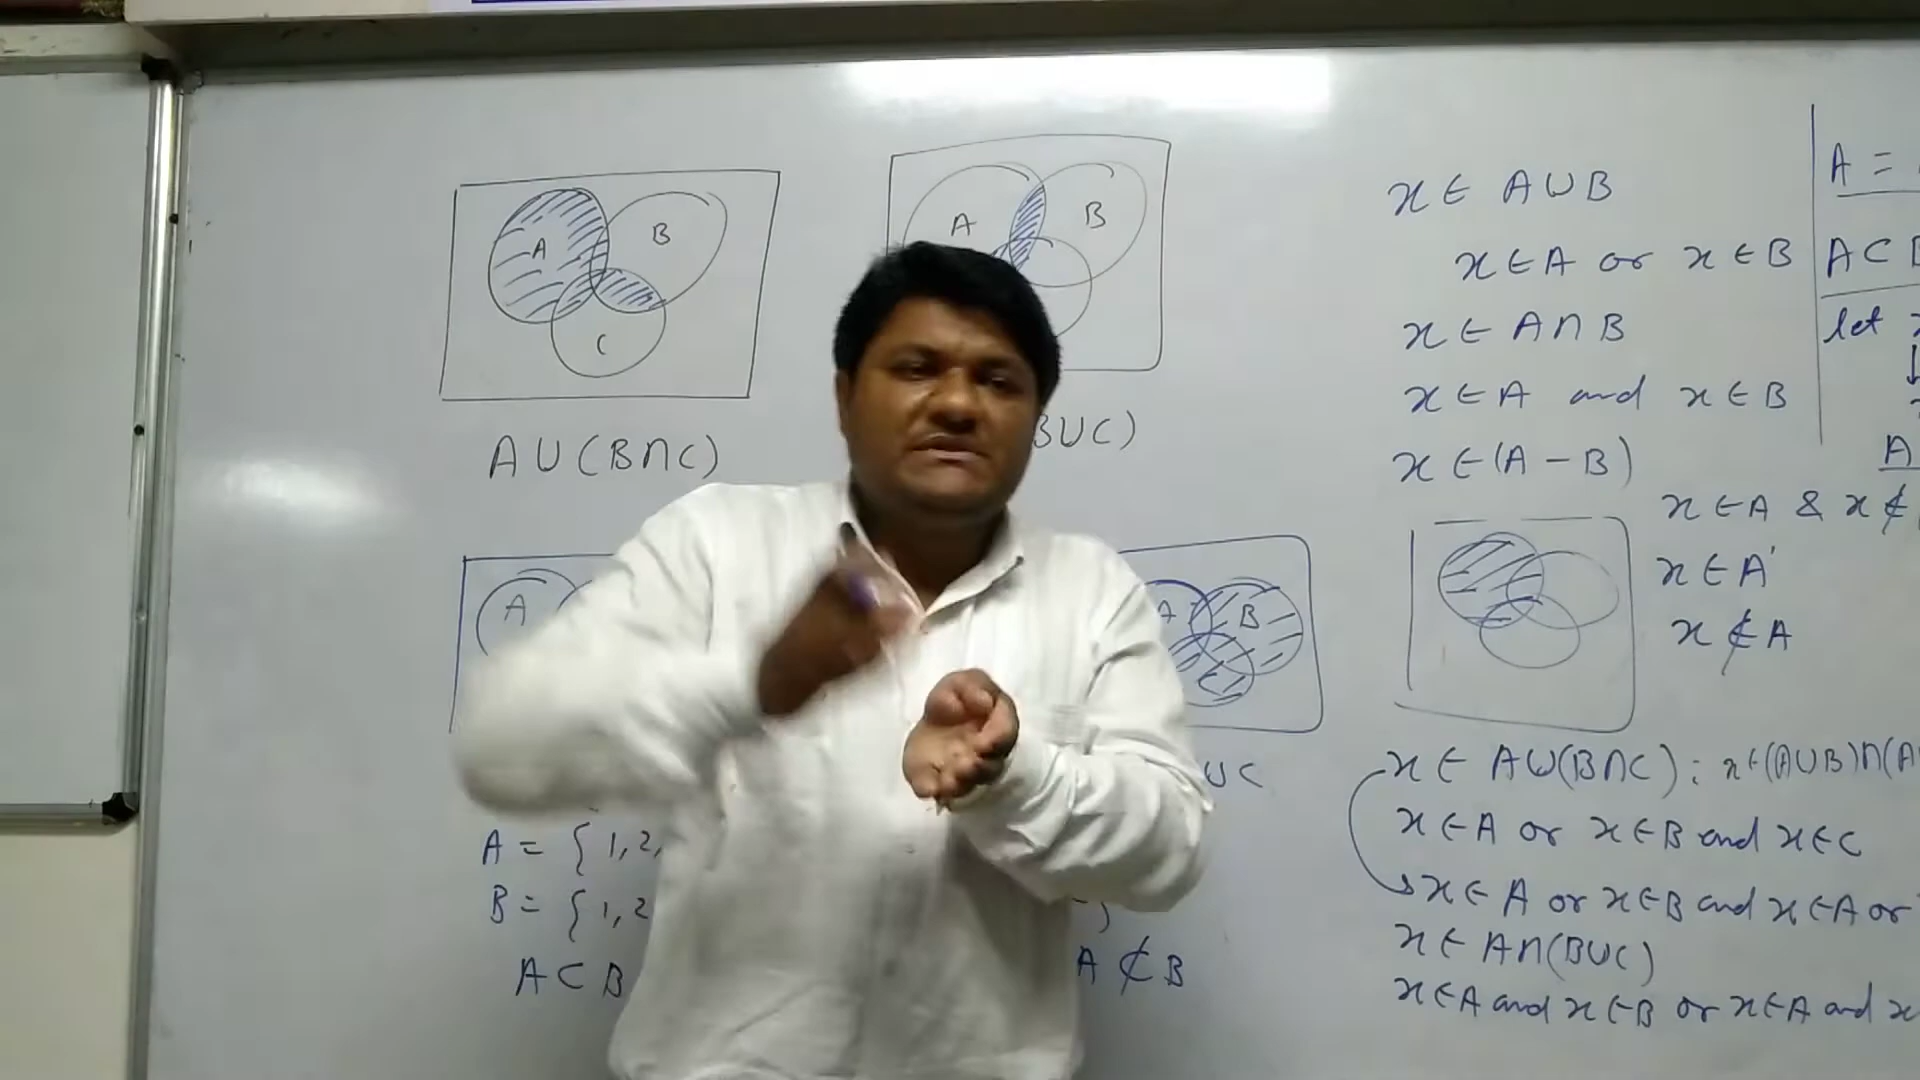 A B
C
A U (B ∩ C)
A B
B U C)
A
A B
U C
A = { 1, 2,
B = { 1, 2
A ⊂ B
A ⊄ B
x ∈ A ∪ B
x ∈ A or x ∈ B
x ∈ A ∩ B
x ∈ A and x ∈ B
x ∈ (A – B)
x ∈ A & x ∉
x ∈ A'
x ∉ A
x ∈ A ∪ (B ∩ C) : x ∈ (A ∪ B) ∩ (A
x ∈ A or x ∈ B and x ∈ C
x ∈ A or x ∈ B and x ∈ A or
x ∈ A ∩ (B ∪ C)
x ∈ A and x ∈ B or x ∈ A and x
A =
A ⊂ B
let
A